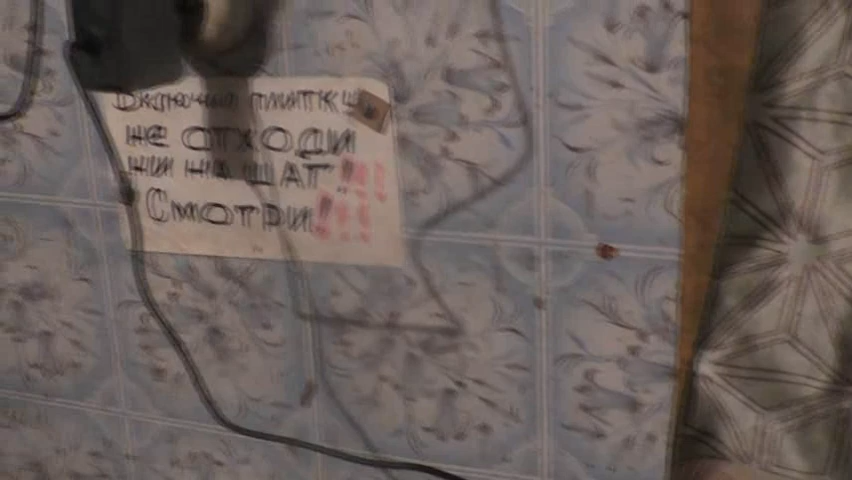 Включил плитку
не отходи
ни на шаг!!!
Смотри!!!